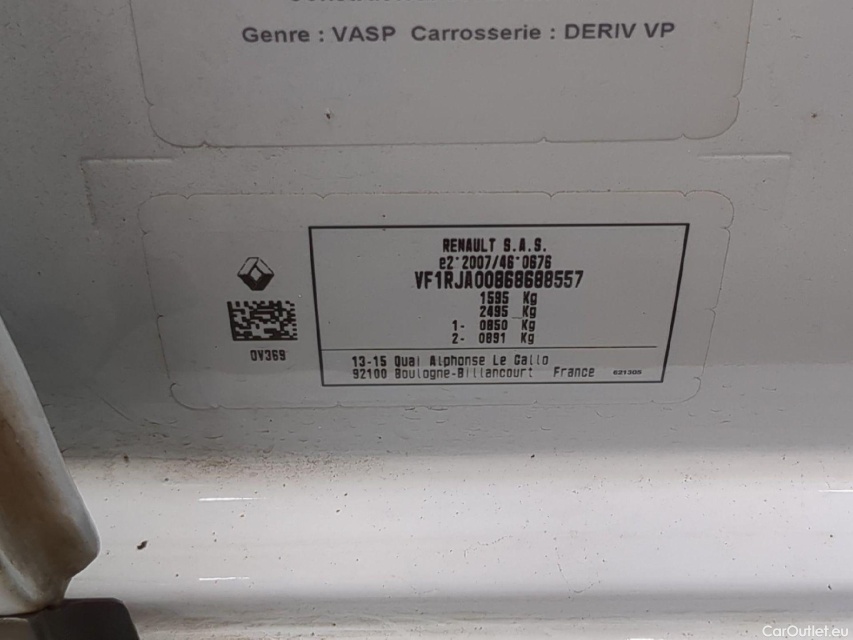 Genre : VASP Carrosserie : DERIV VP
RENAULT S.A.S.
e2*2007/46*0676
VF1RJA00868688557
1595 Kg
2495 Kg
1- 0850 Kg
2- 0891 Kg
0V369
13-15 Quai Alphonse Le Gallo
92100 Boulogne-Billancourt France
621305
CarOutlet.eu